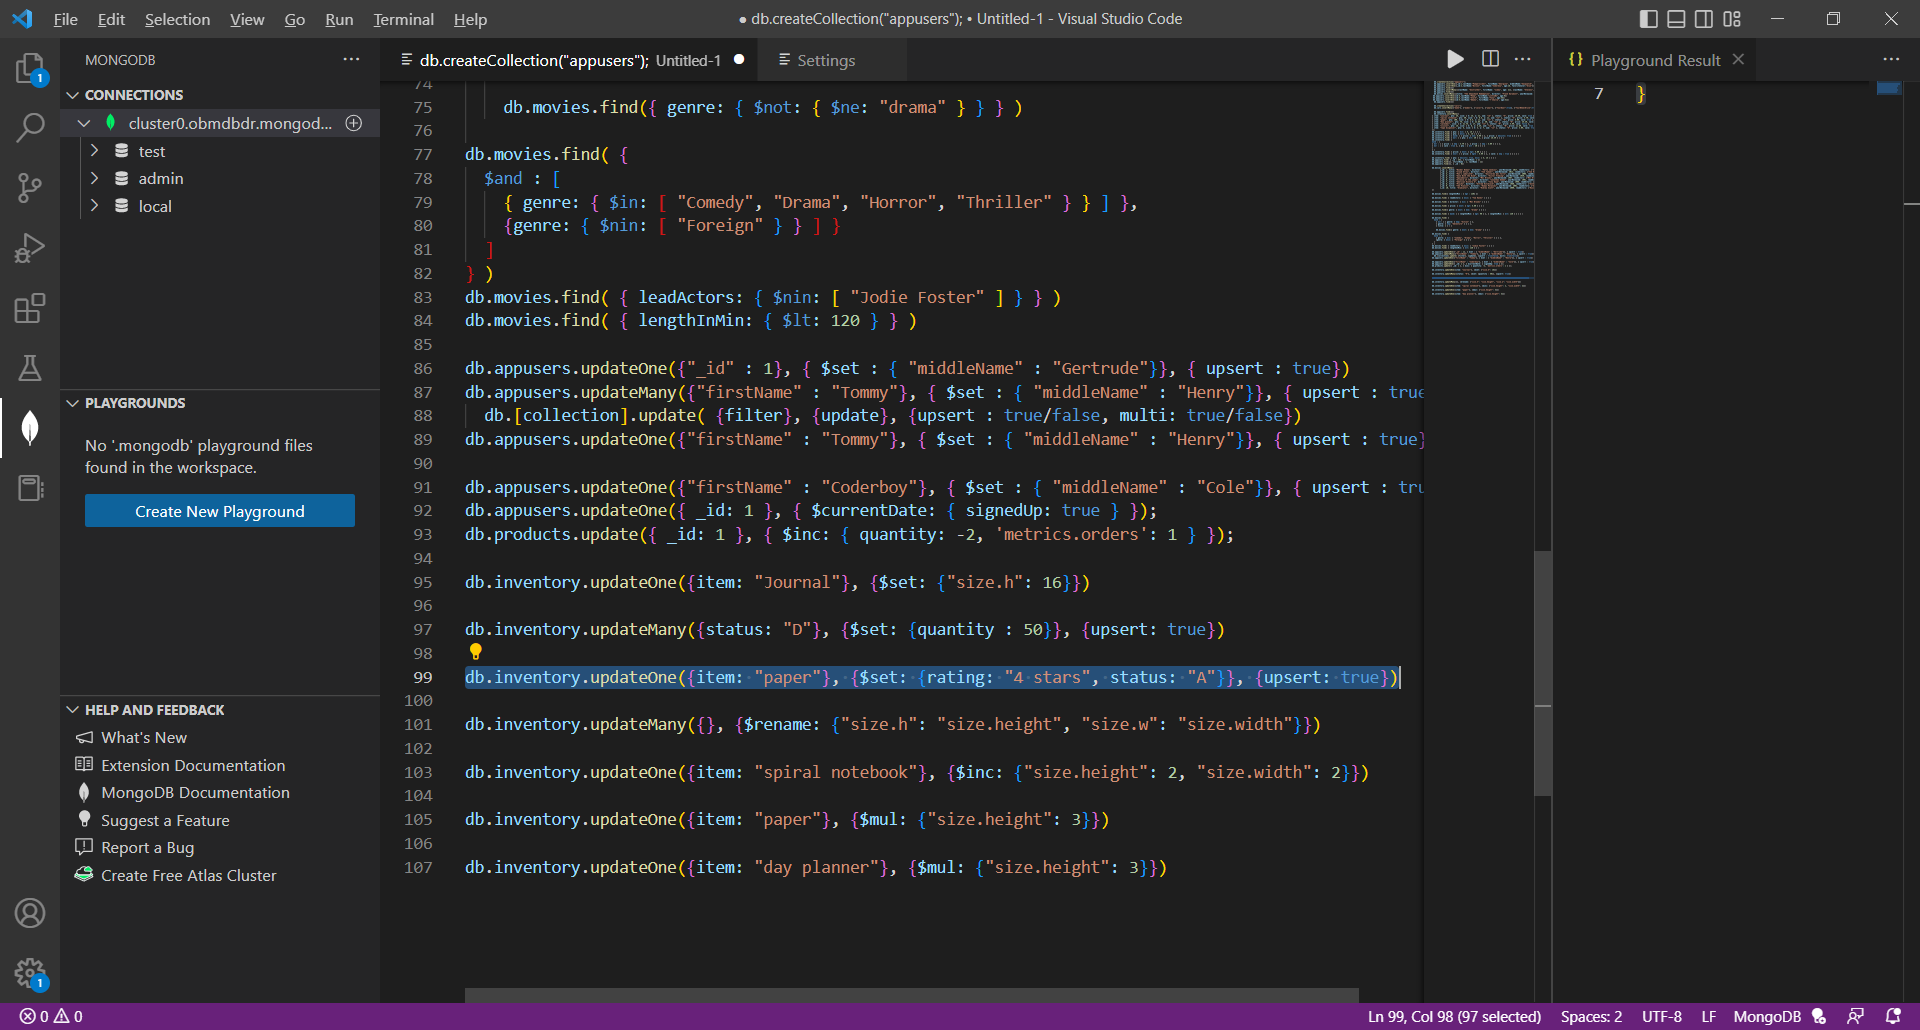 File Edit Selection View Go Run Terminal Help
● db.createCollection("appusers"); • Untitled-1 - Visual Studio Code
1
MONGODB
CONNECTIONS
cluster0.obmdbdr.mongod...
test
admin
local
PLAYGROUNDS
No '.mongodb' playground files
found in the workspace.
Create New Playground
HELP AND FEEDBACK
What's New
Extension Documentation
MongoDB Documentation
Suggest a Feature
Report a Bug
Create Free Atlas Cluster
1
db.createCollection("appusers"); Untitled-1 ●
Settings
74
75 db.movies.find({ genre: { $not: { $ne: "drama" } } } )
76
77 db.movies.find( {
78 $and : [
79 { genre: { $in: [ "Comedy", "Drama", "Horror", "Thriller" } } ] },
80 {genre: { $nin: [ "Foreign" } } ] }
81 ]
82 } )
83 db.movies.find( { leadActors: { $nin: [ "Jodie Foster" ] } } )
84 db.movies.find( { lengthInMin: { $lt: 120 } } )
85
86 db.appusers.updateOne({"_id" : 1}, { $set : { "middleName" : "Gertrude"}}, { upsert : true})
87 db.appusers.updateMany({"firstName" : "Tommy"}, { $set : { "middleName" : "Henry"}}, { upsert : true
88 db.[collection].update( {filter}, {update}, {upsert : true/false, multi: true/false})
89 db.appusers.updateOne({"firstName" : "Tommy"}, { $set : { "middleName" : "Henry"}}, { upsert : true}
90
91 db.appusers.updateOne({"firstName" : "Coderboy"}, { $set : { "middleName" : "Cole"}}, { upsert : tru
92 db.appusers.updateOne({ _id: 1 }, { $currentDate: { signedUp: true } });
93 db.products.update({ _id: 1 }, { $inc: { quantity: -2, 'metrics.orders': 1 } });
94
95 db.inventory.updateOne({item: "Journal"}, {$set: {"size.h": 16}})
96
97 db.inventory.updateMany({status: "D"}, {$set: {quantity : 50}}, {upsert: true})
98
99 db.inventory.updateOne({item: "paper"}, {$set: {rating: "4 stars", status: "A"}}, {upsert: true})
100
101 db.inventory.updateMany({}, {$rename: {"size.h": "size.height", "size.w": "size.width"}})
102
103 db.inventory.updateOne({item: "spiral notebook"}, {$inc: {"size.height": 2, "size.width": 2}})
104
105 db.inventory.updateOne({item: "paper"}, {$mul: {"size.height": 3}})
106
107 db.inventory.updateOne({item: "day planner"}, {$mul: {"size.height": 3}})
{} Playground Result
7 }
0 0
Ln 99, Col 98 (97 selected) Spaces: 2 UTF-8 LF MongoDB